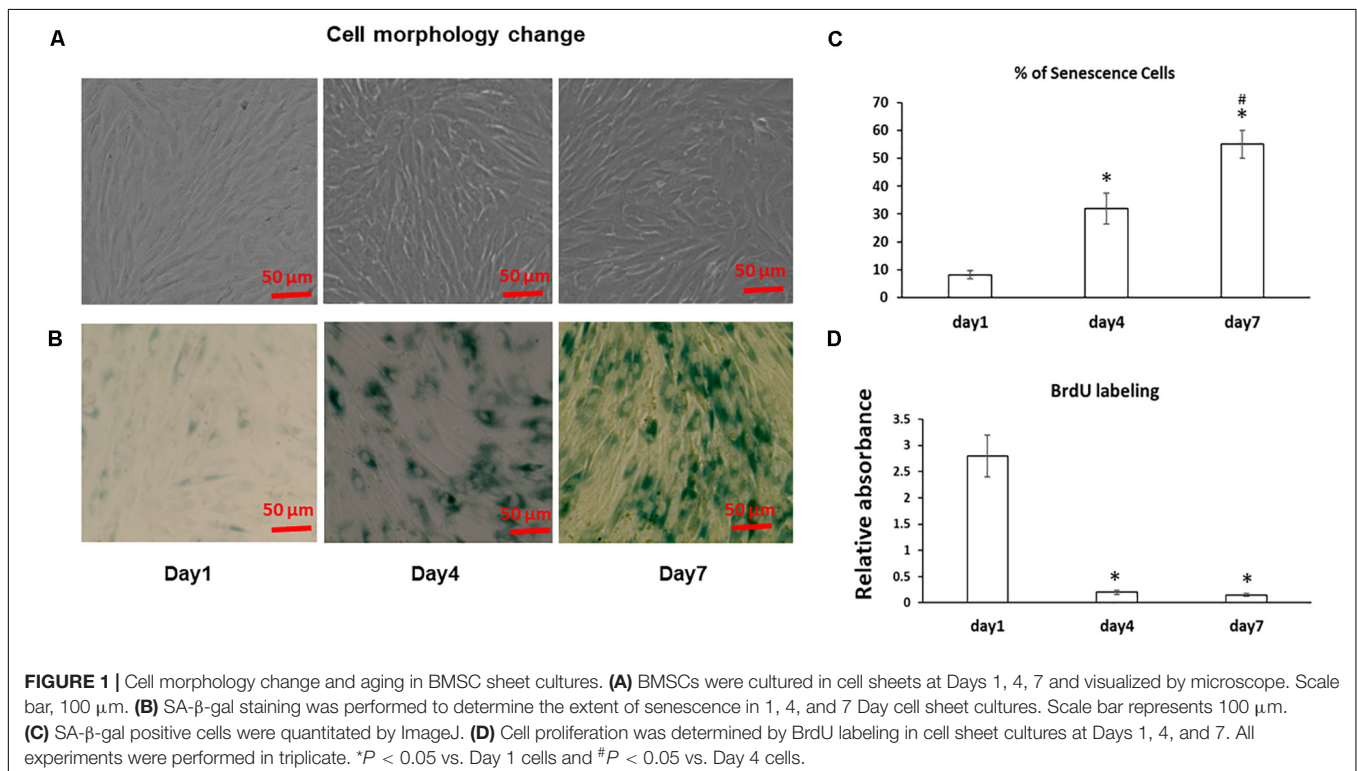 A
Cell morphology change
50 μm
50 μm
50 μm
B
50 μm
50 μm
50 μm
Day1
Day4
Day7
C
% of Senescence Cells
70
60
50
40
30
20
10
0
*
#
*
day1
day4
day7
D
BrdU labeling
Relative absorbance
3.5
3
2.5
2
1.5
1
0.5
0
*
*
day1
day4
day7
FIGURE 1 | Cell morphology change and aging in BMSC sheet cultures. (A) BMSCs were cultured in cell sheets at Days 1, 4, 7 and visualized by microscope. Scale
bar, 100 μm. (B) SA-β-gal staining was performed to determine the extent of senescence in 1, 4, and 7 Day cell sheet cultures. Scale bar represents 100 μm.
(C) SA-β-gal positive cells were quantitated by ImageJ. (D) Cell proliferation was determined by BrdU labeling in cell sheet cultures at Days 1, 4, and 7. All
experiments were performed in triplicate. *P < 0.05 vs. Day 1 cells and #P < 0.05 vs. Day 4 cells.